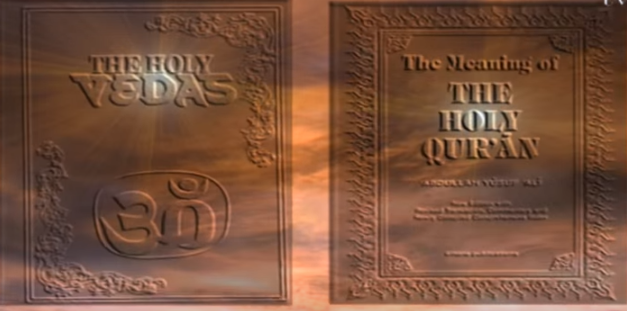 THE HOLY
VEDAS
ॐ
The Meaning of
THE
HOLY
QUR'ĀN
ABDULLAH YUSUF 'ALI